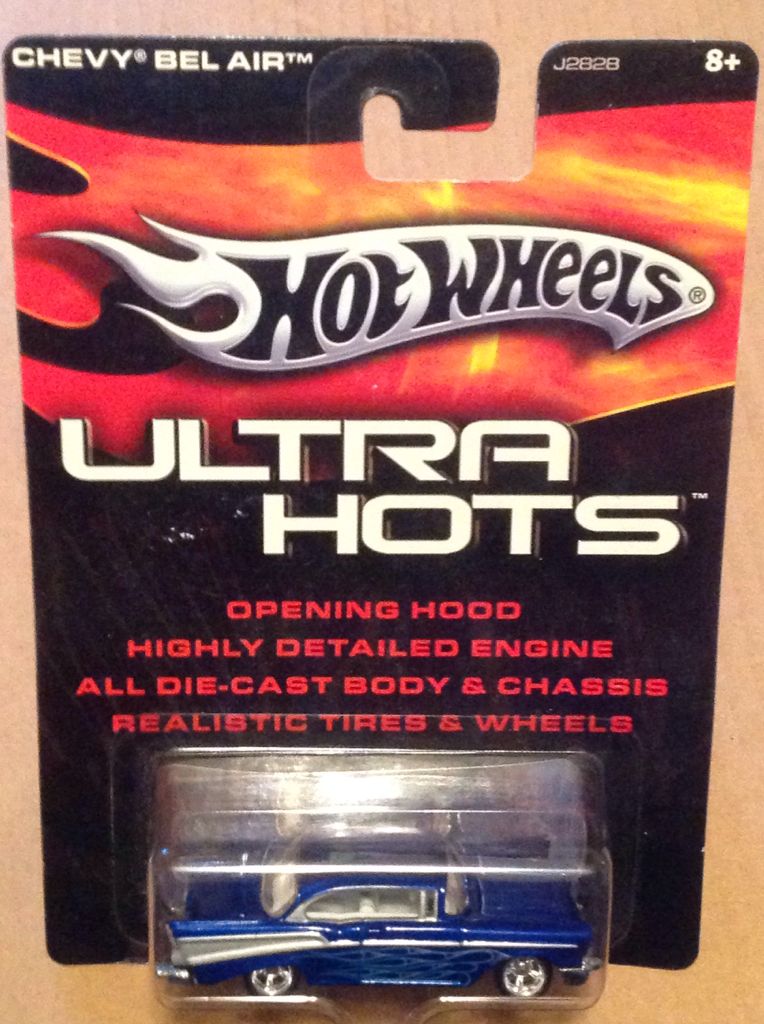 CHEVY® BEL AIR™
J2828
8+
HOT WHEELS®
ULTRA
HOTS™
OPENING HOOD
HIGHLY DETAILED ENGINE
ALL DIE-CAST BODY & CHASSIS
REALISTIC TIRES & WHEELS